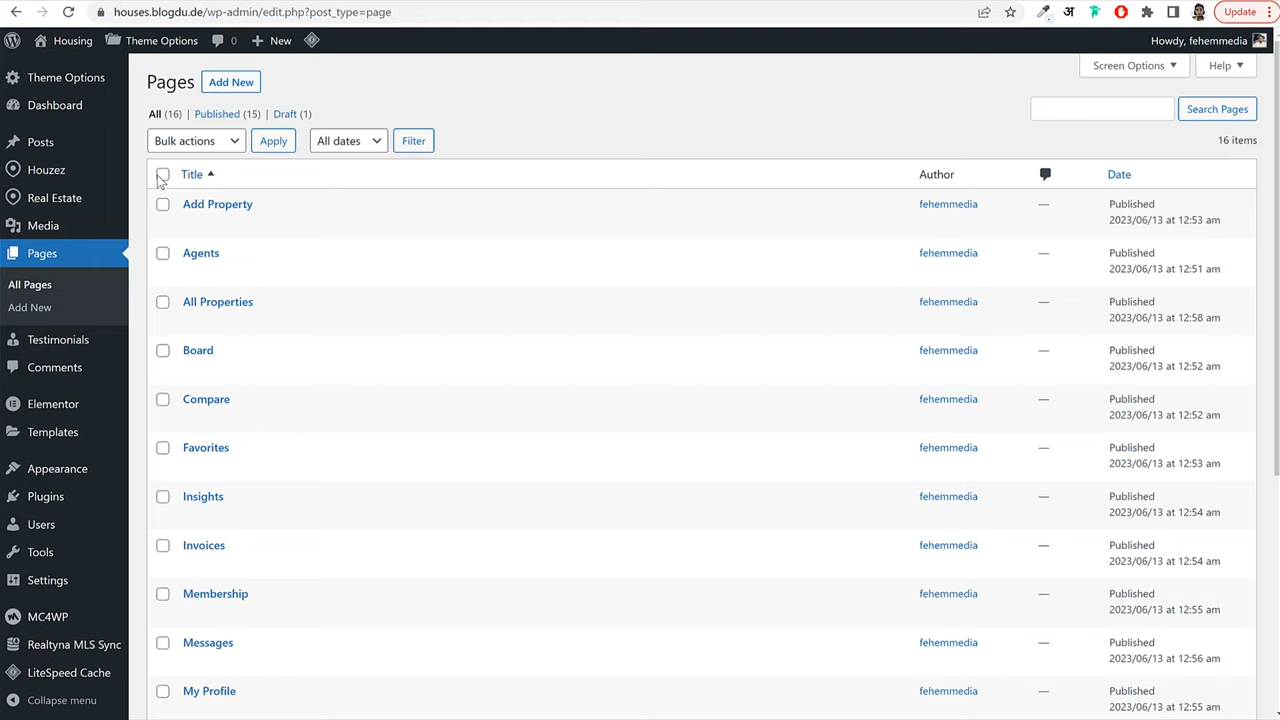 houses.blogdu.de/wp-admin/edit.php?post_type=page
अ
Update
Housing
Theme Options
0
New
Howdy, fehemmedia
Theme Options
Dashboard
Posts
Houzez
Real Estate
Media
Pages
All Pages
Add New
Testimonials
Comments
Elementor
Templates
Appearance
Plugins
Users
Tools
Settings
MC4WP
Realtyna MLS Sync
LiteSpeed Cache
Collapse menu
Pages Add New
Screen Options Help
All (16) | Published (15) | Draft (1)
Search Pages
Bulk actions Apply All dates Filter
16 items
Title Author Date
Add Property fehemmedia — Published
2023/06/13 at 12:53 am
Agents fehemmedia — Published
2023/06/13 at 12:51 am
All Properties fehemmedia — Published
2023/06/13 at 12:58 am
Board fehemmedia — Published
2023/06/13 at 12:52 am
Compare fehemmedia — Published
2023/06/13 at 12:52 am
Favorites fehemmedia — Published
2023/06/13 at 12:53 am
Insights fehemmedia — Published
2023/06/13 at 12:54 am
Invoices fehemmedia — Published
2023/06/13 at 12:54 am
Membership fehemmedia — Published
2023/06/13 at 12:55 am
Messages fehemmedia — Published
2023/06/13 at 12:56 am
My Profile fehemmedia — Published
2023/06/13 at 12:55 am